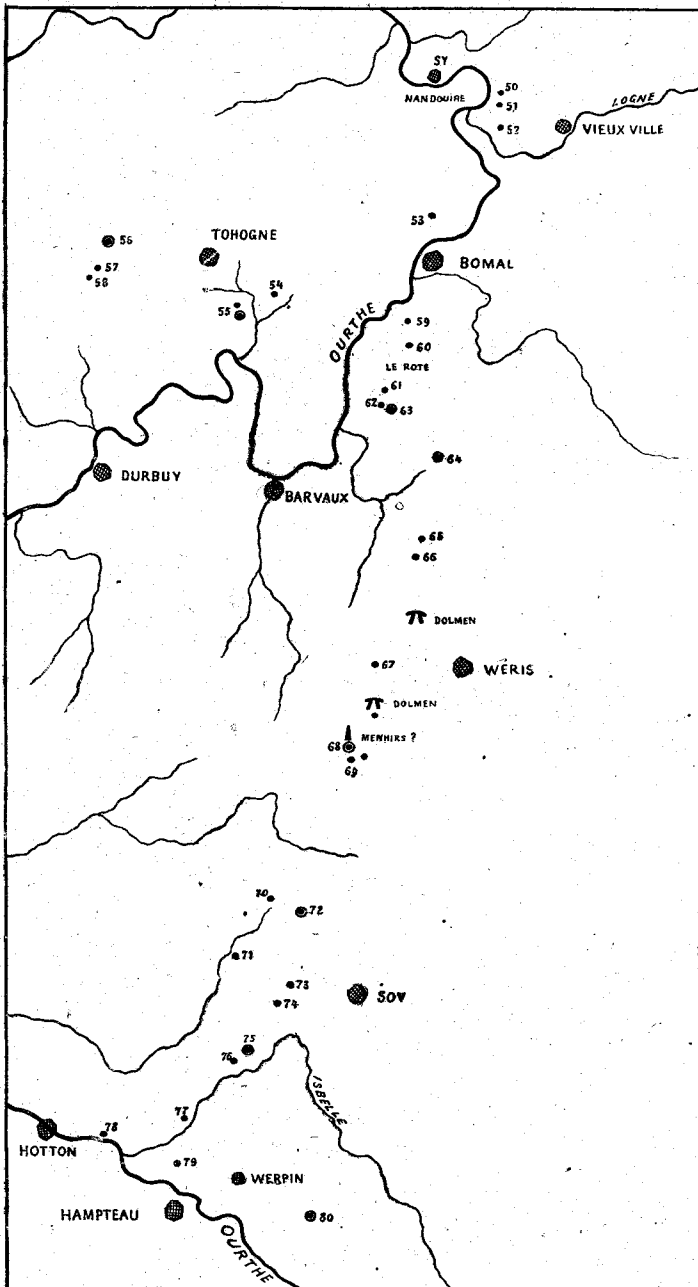 SY
50
NANDOUIRE
51
LOGNE
52
VIEUX VILLE
53
56
TOHOGNE
57
BOMAL
58
54
55
OURTHE
59
60
LE ROTÉ
61
62
63
64
DURBUY
BARVAUX
65
66
DOLMEN
67
WÉRIS
DOLMEN
MENHIRS ?
68
69
70
72
71
73
SOY
74
75
76
ISBELLE
77
78
HOTTON
79
WERPIN
HAMPTEAU
80
OURTHE